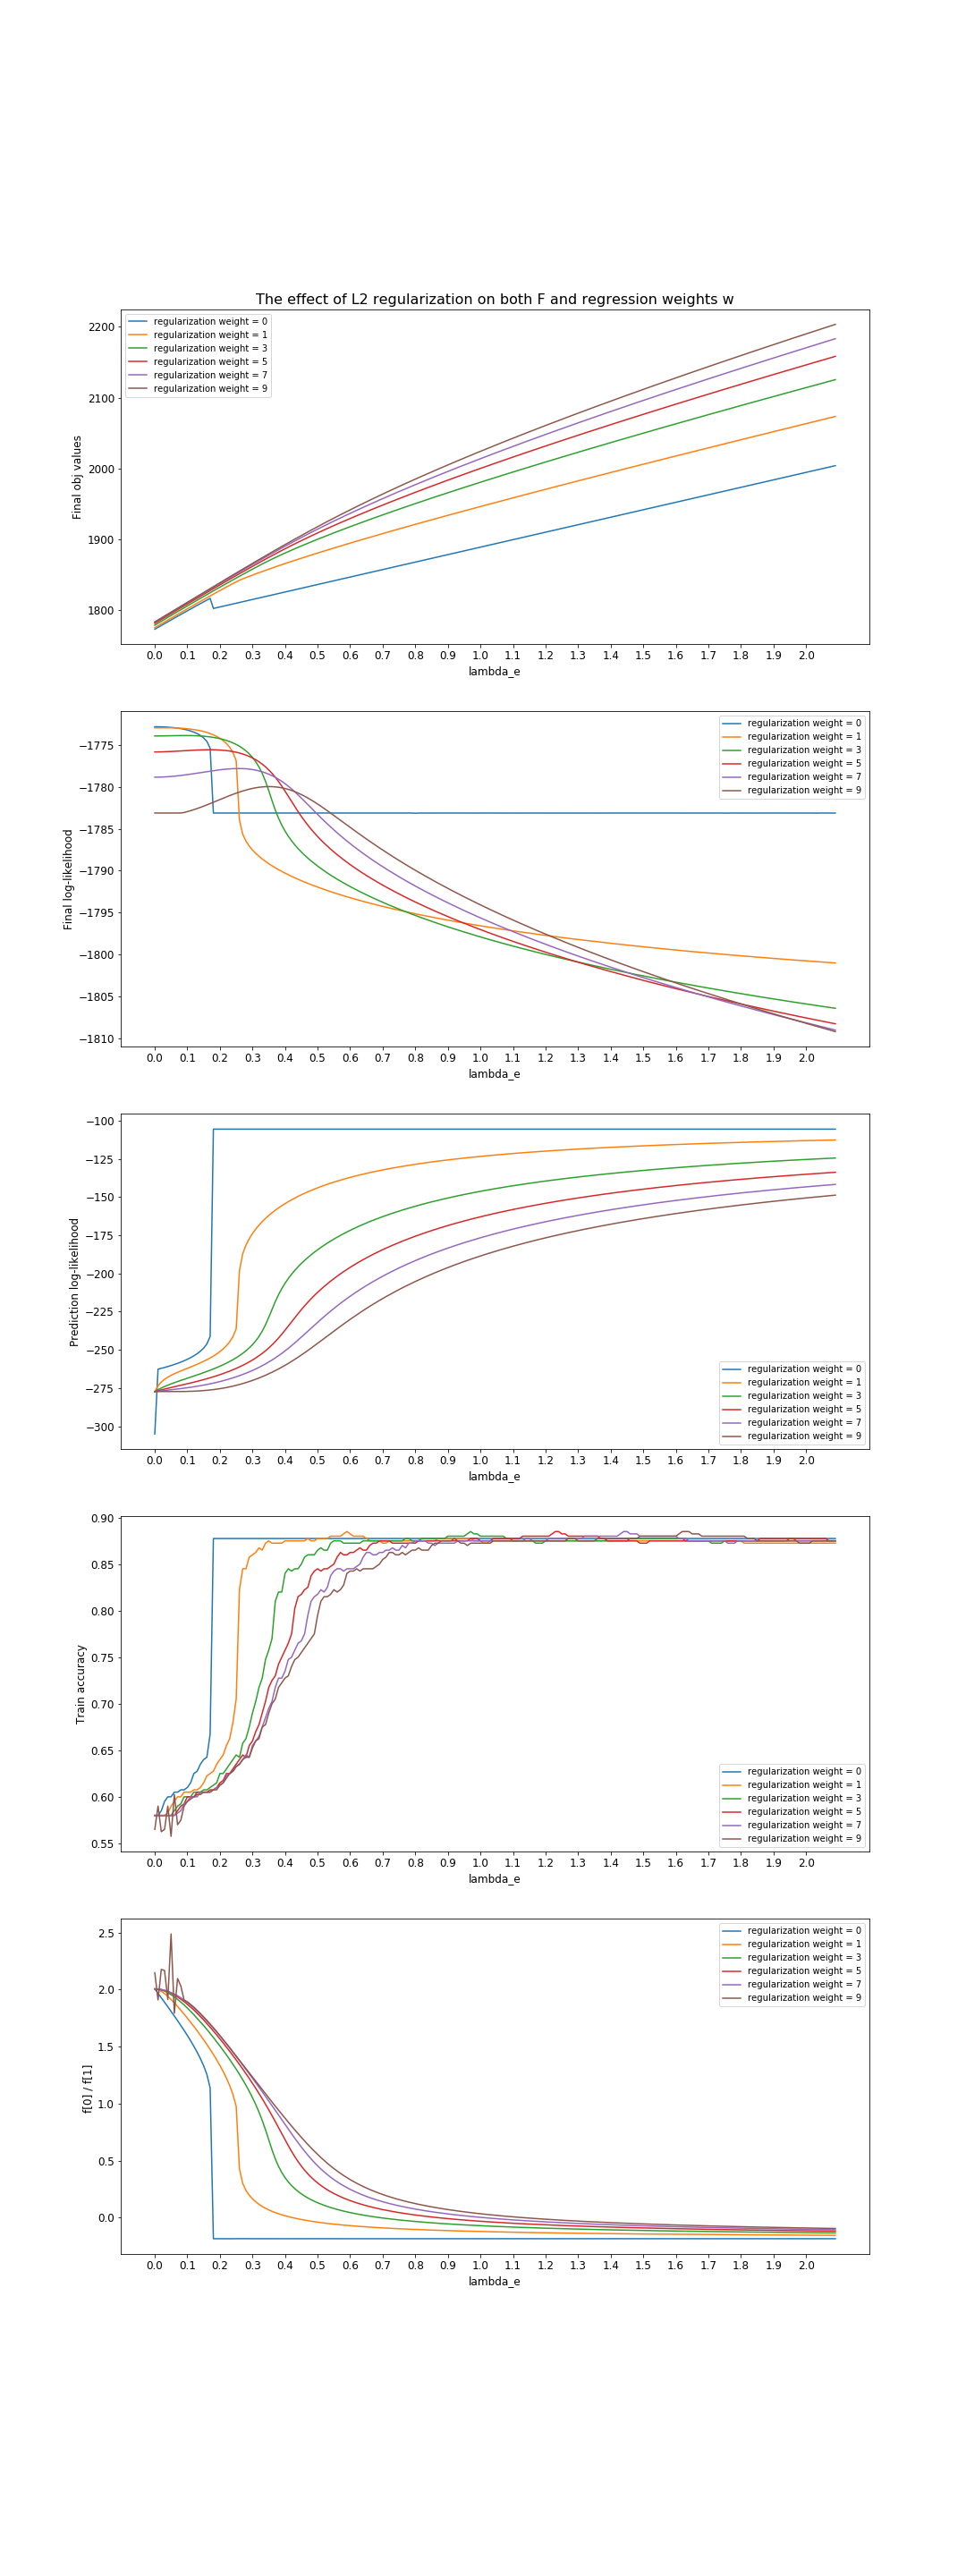 The effect of L2 regularization on both F and regression weights w
regularization weight = 0
regularization weight = 1
regularization weight = 3
regularization weight = 5
regularization weight = 7
regularization weight = 9
2200
2100
2000
1900
1800
Final obj values
0.0 0.1 0.2 0.3 0.4 0.5 0.6 0.7 0.8 0.9 1.0 1.1 1.2 1.3 1.4 1.5 1.6 1.7 1.8 1.9 2.0
lambda_e
regularization weight = 0
regularization weight = 1
regularization weight = 3
regularization weight = 5
regularization weight = 7
regularization weight = 9
−1775
−1780
−1785
−1790
−1795
−1800
−1805
−1810
Final log-likelihood
0.0 0.1 0.2 0.3 0.4 0.5 0.6 0.7 0.8 0.9 1.0 1.1 1.2 1.3 1.4 1.5 1.6 1.7 1.8 1.9 2.0
lambda_e
−100
−125
−150
−175
−200
−225
−250
−275
−300
Prediction log-likelihood
regularization weight = 0
regularization weight = 1
regularization weight = 3
regularization weight = 5
regularization weight = 7
regularization weight = 9
0.0 0.1 0.2 0.3 0.4 0.5 0.6 0.7 0.8 0.9 1.0 1.1 1.2 1.3 1.4 1.5 1.6 1.7 1.8 1.9 2.0
lambda_e
0.90
0.85
0.80
0.75
0.70
0.65
0.60
0.55
Train accuracy
regularization weight = 0
regularization weight = 1
regularization weight = 3
regularization weight = 5
regularization weight = 7
regularization weight = 9
0.0 0.1 0.2 0.3 0.4 0.5 0.6 0.7 0.8 0.9 1.0 1.1 1.2 1.3 1.4 1.5 1.6 1.7 1.8 1.9 2.0
lambda_e
regularization weight = 0
regularization weight = 1
regularization weight = 3
regularization weight = 5
regularization weight = 7
regularization weight = 9
2.5
2.0
1.5
1.0
0.5
0.0
f[0] / f[1]
0.0 0.1 0.2 0.3 0.4 0.5 0.6 0.7 0.8 0.9 1.0 1.1 1.2 1.3 1.4 1.5 1.6 1.7 1.8 1.9 2.0
lambda_e